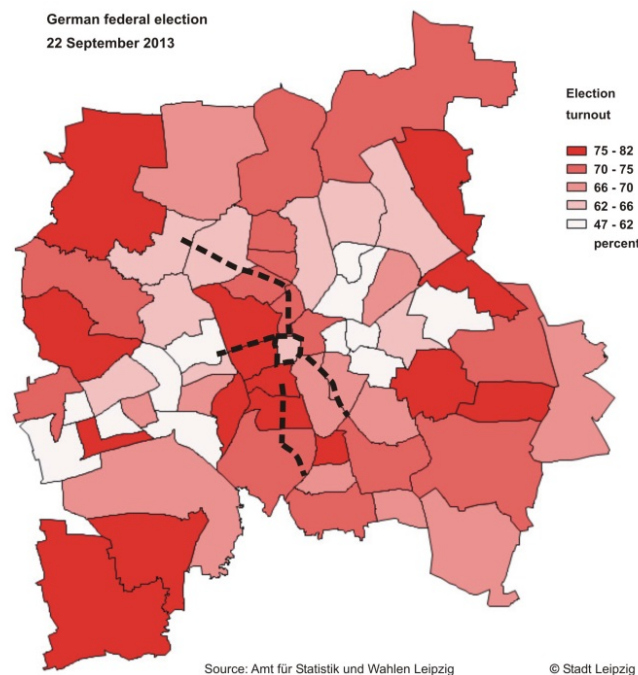 German federal election
22 September 2013
Election
turnout
75 - 82
70 - 75
66 - 70
62 - 66
47 - 62
percent
Source: Amt für Statistik und Wahlen Leipzig
© Stadt Leipzig